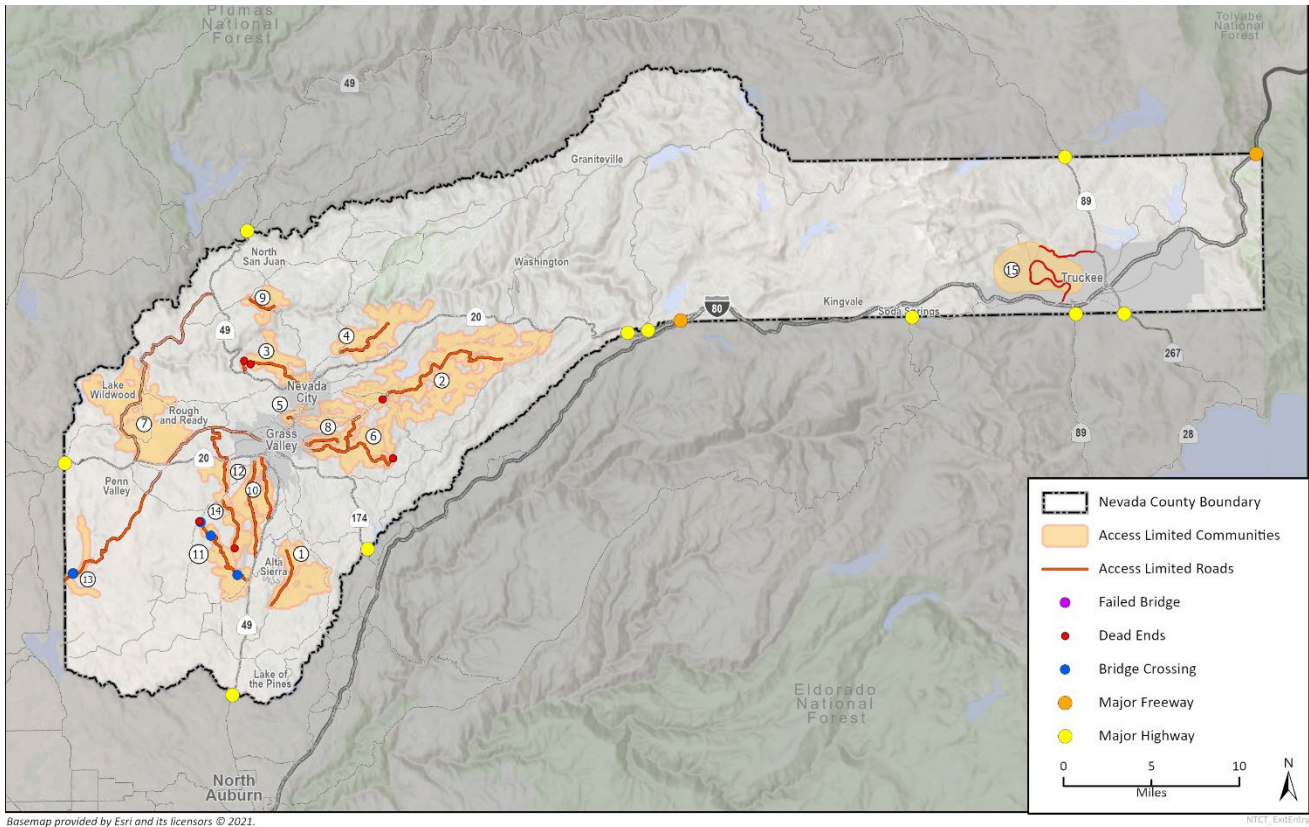 Plumas
National
Forest
Toiyabe
National
Forest
49
Graniteville
89
North
San Juan
Washington
15
Truckee
9
80
Kingvale
Soda Springs
49
4
20
267
3
Nevada
City
2
Lake
Wildwood
5
Rough
and Ready
7
8
6
Grass
Valley
89
28
20
12
Penn
Valley
10
14
174
11
Alta
Sierra
1
13
49
Lake of
the Pines
Eldorado
National
Forest
North
Auburn
Nevada County Boundary
Access Limited Communities
Access Limited Roads
Failed Bridge
Dead Ends
Bridge Crossing
Major Freeway
Major Highway
N
0 5 10
Miles
Basemap provided by Esri and its licensors © 2021.
NTCT_ExitEntry